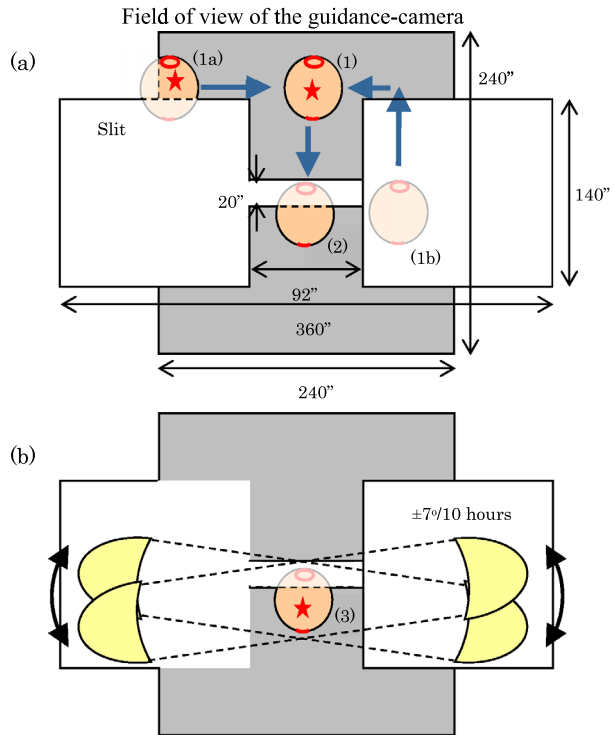 Field of view of the guidance-camera
(a)
(1a)
(1)
240”
Slit
20”
140”
(2)
(1b)
92”
360”
240”
(b)
±7°/10 hours
(3)